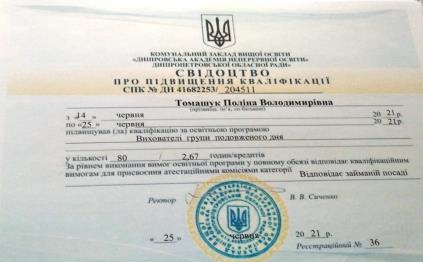 КОМУНАЛЬНИЙ ЗАКЛАД ВИЩОЇ ОСВІТИ
«ДНІПРОВСЬКА АКАДЕМІЯ НЕПЕРЕРВНОЇ ОСВІТИ»
ДНІПРОПЕТРОВСЬКОЇ ОБЛАСНОЇ РАДИ»
СВІДОЦТВО
ПРО ПІДВИЩЕННЯ КВАЛІФІКАЦІЇ
СПК № ДН 41682253/ 204511
Томащук Поліна Володимирівна
(прізвище, ім'я, по батькові)
з «14» червня 20 21р.
по «25» червня 20 21р.
підвищував (ла) кваліфікацію за освітньою програмою
Вихователі групи подовженого дня
у кількості 80 / 2,67 годин/кредитів
За рівнем виконання вимог освітньої програми у повному обсязі відповідає кваліфікаційним
вимогам для присвоєння атестаційними комісіями категорії Відповідає займаній посаді
Ректор В. В. Сиченко
« 25 » червня 20 21 р.
Реєстраційний № 36